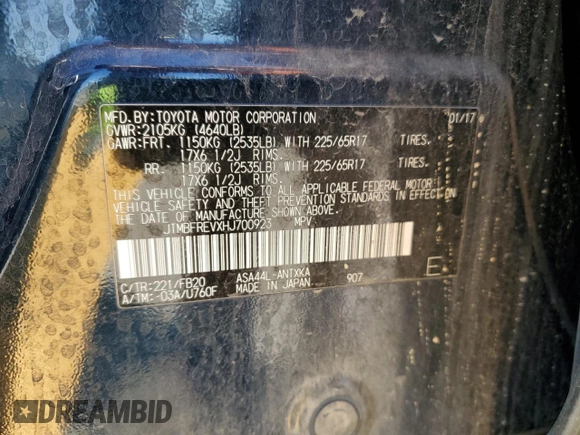 MFD. BY: TOYOTA MOTOR CORPORATION 01/17
GVWR: 2105KG (4640LB)
GAWR: FRT. 1150KG (2535LB) WITH 225/65R17 TIRES.
17X6 1/2J RIMS.
RR. 1150KG (2535LB) WITH 225/65R17 TIRES.
17X6 1/2J RIMS.
THIS VEHICLE CONFORMS TO ALL APPLICABLE FEDERAL MOTOR
VEHICLE SAFETY AND THEFT PREVENTION STANDARDS IN EFFECT ON
THE DATE OF MANUFACTURE SHOWN ABOVE.
JTMBFREVXHJ700923 MPV
C/TR: 221/FB20 ASA44L-ANTXKA E
A/TM: -03A/U760F MADE IN JAPAN 907
DREAMBID